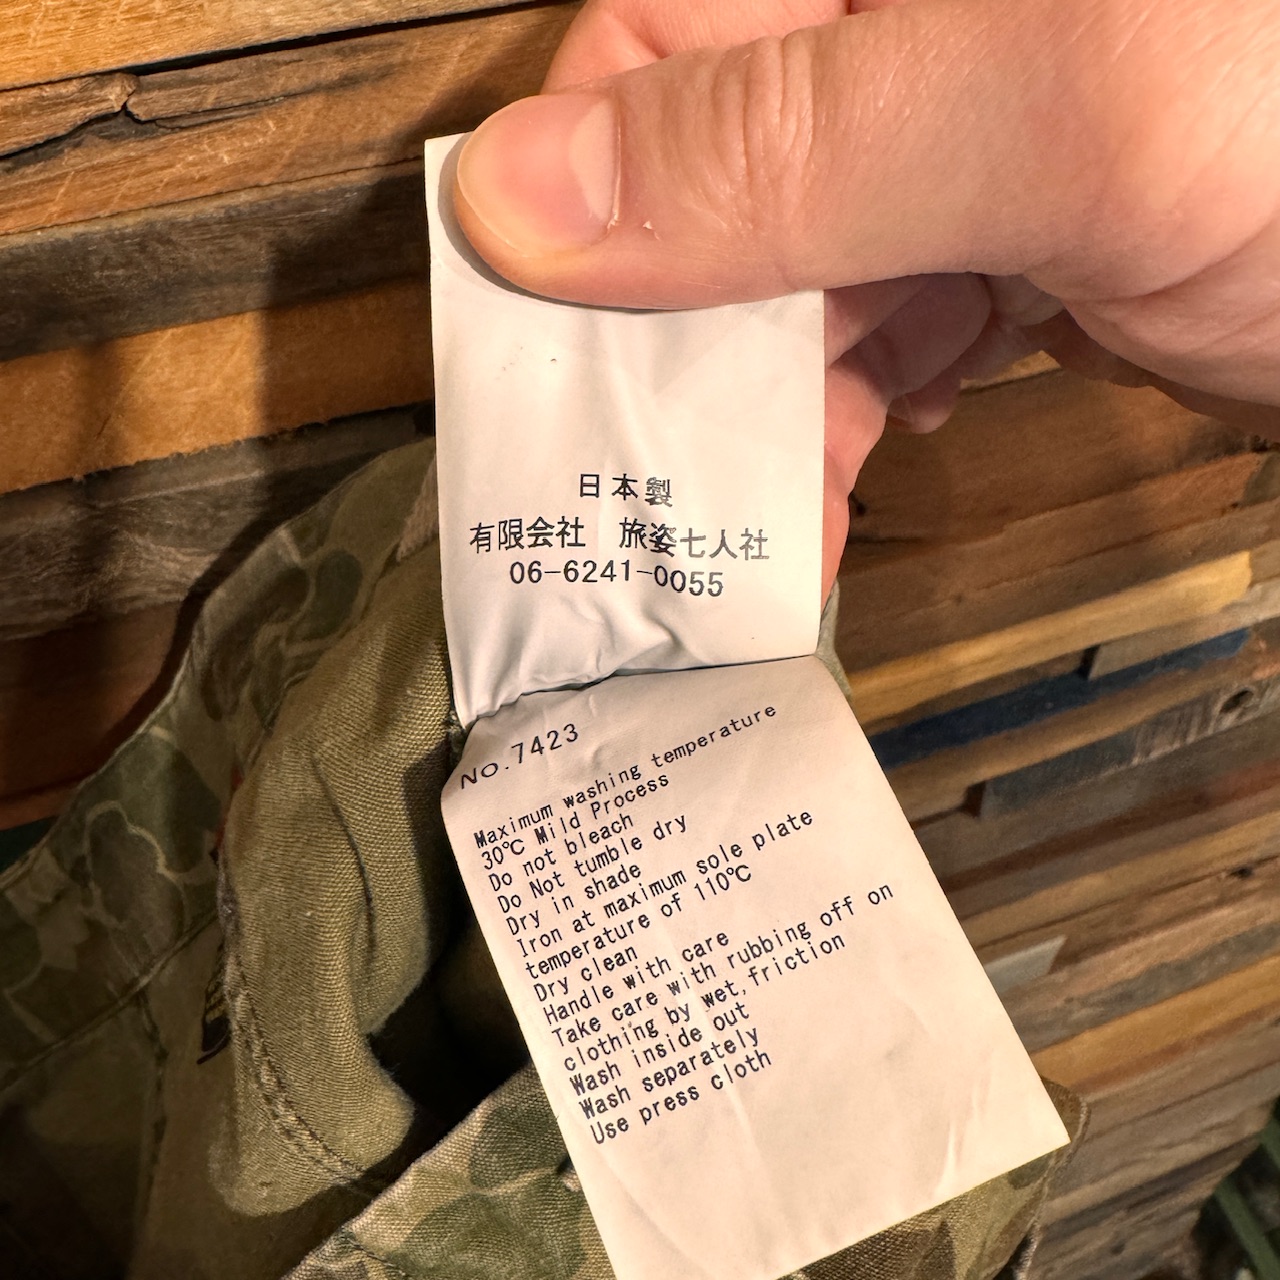 日本製
有限会社　旅姿七人社
06-6241-0055
No.7423
Maximum washing temperature
30℃ Mild Process
Do not bleach
Do Not tumble dry
Dry in shade
Iron at maximum sole plate
temperature of 110℃
Dry clean
Handle with care
Take care with rubbing off on
clothing by wet,friction
Wash inside out
Wash separately
Use press cloth